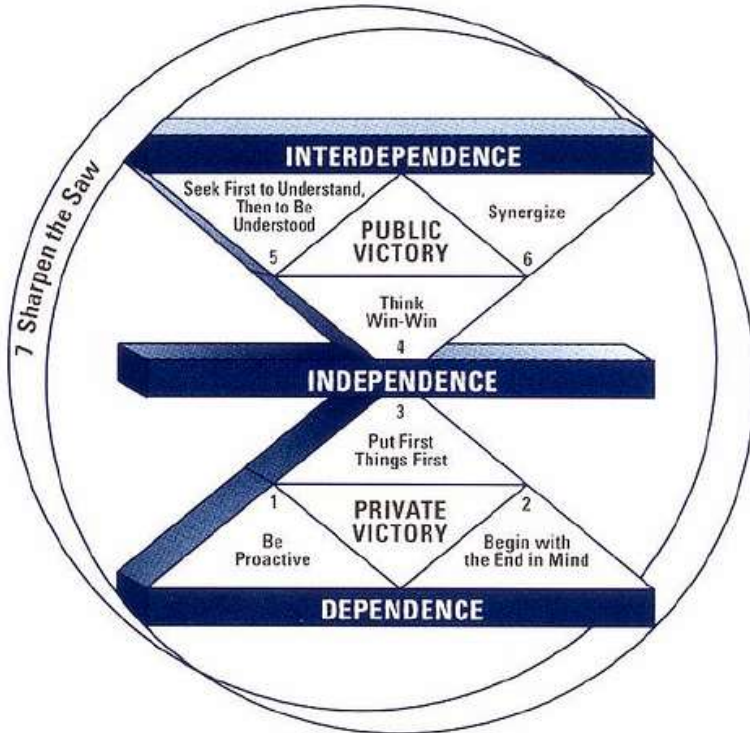 7 Sharpen the Saw
INTERDEPENDENCE
Seek First to Understand,
Then to Be
Understood
5
PUBLIC
VICTORY
Synergize
6
Think
Win-Win
4
INDEPENDENCE
3
Put First
Things First
1
Be
Proactive
PRIVATE
VICTORY
2
Begin with
the End in Mind
DEPENDENCE